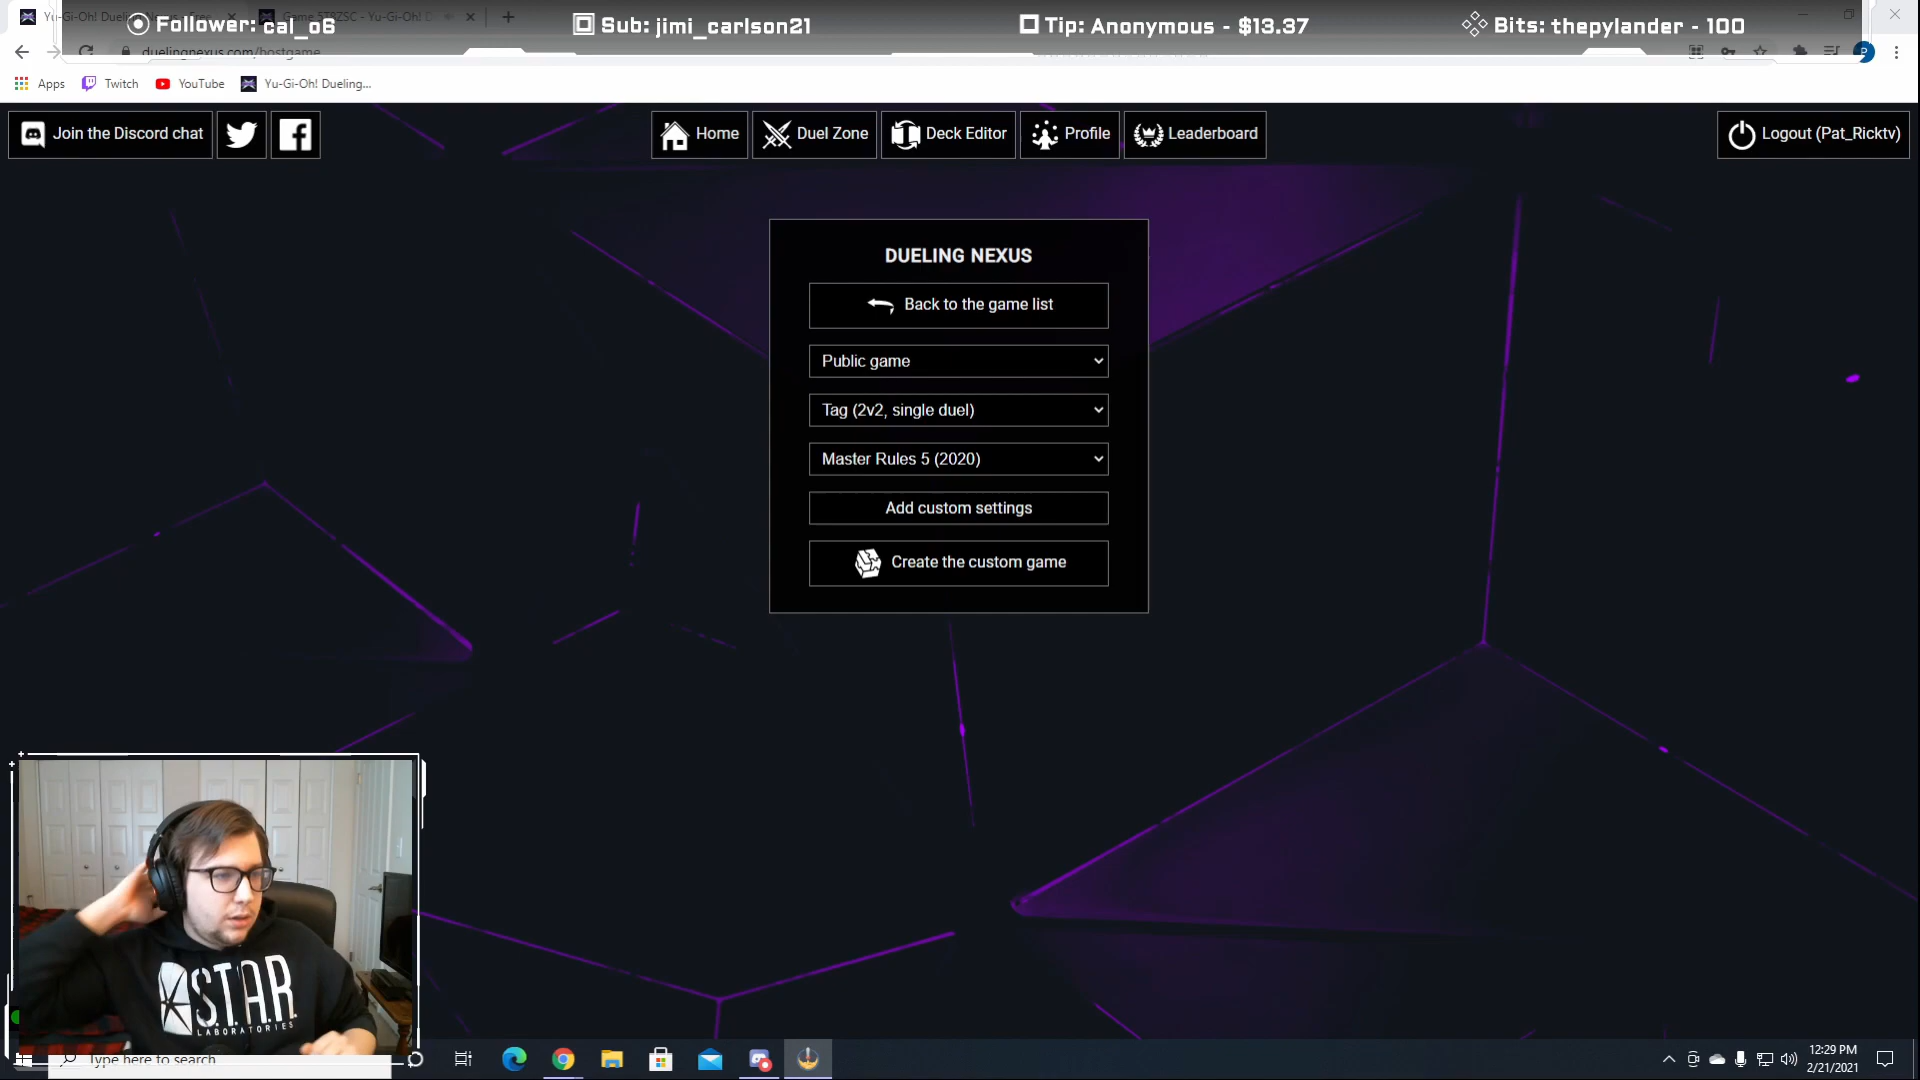 Follower: cal_o6
Sub: jimi_carlson21
Tip: Anonymous - $13.37
Bits: thepylander - 100
duelingnexus.com/hostgame
Apps
Twitch
YouTube
Yu-Gi-Oh! Dueling...
Join the Discord chat
Home
Duel Zone
Deck Editor
Profile
Leaderboard
Logout (Pat_Ricktv)
DUELING NEXUS
Back to the game list
Public game
Tag (2v2, single duel)
Master Rules 5 (2020)
Add custom settings
Create the custom game
S.T.A.R.
LABORATORIES
Type here to search
12:29 PM
2/21/2021